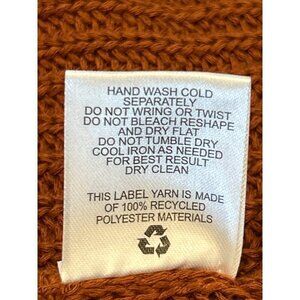 HAND WASH COLD
SEPARATELY
DO NOT WRING OR TWIST
DO NOT BLEACH RESHAPE
AND DRY FLAT
DO NOT TUMBLE DRY
COOL IRON AS NEEDED
FOR BEST RESULT
DRY CLEAN
THIS LABEL YARN IS MADE
OF 100% RECYCLED
POLYESTER MATERIALS